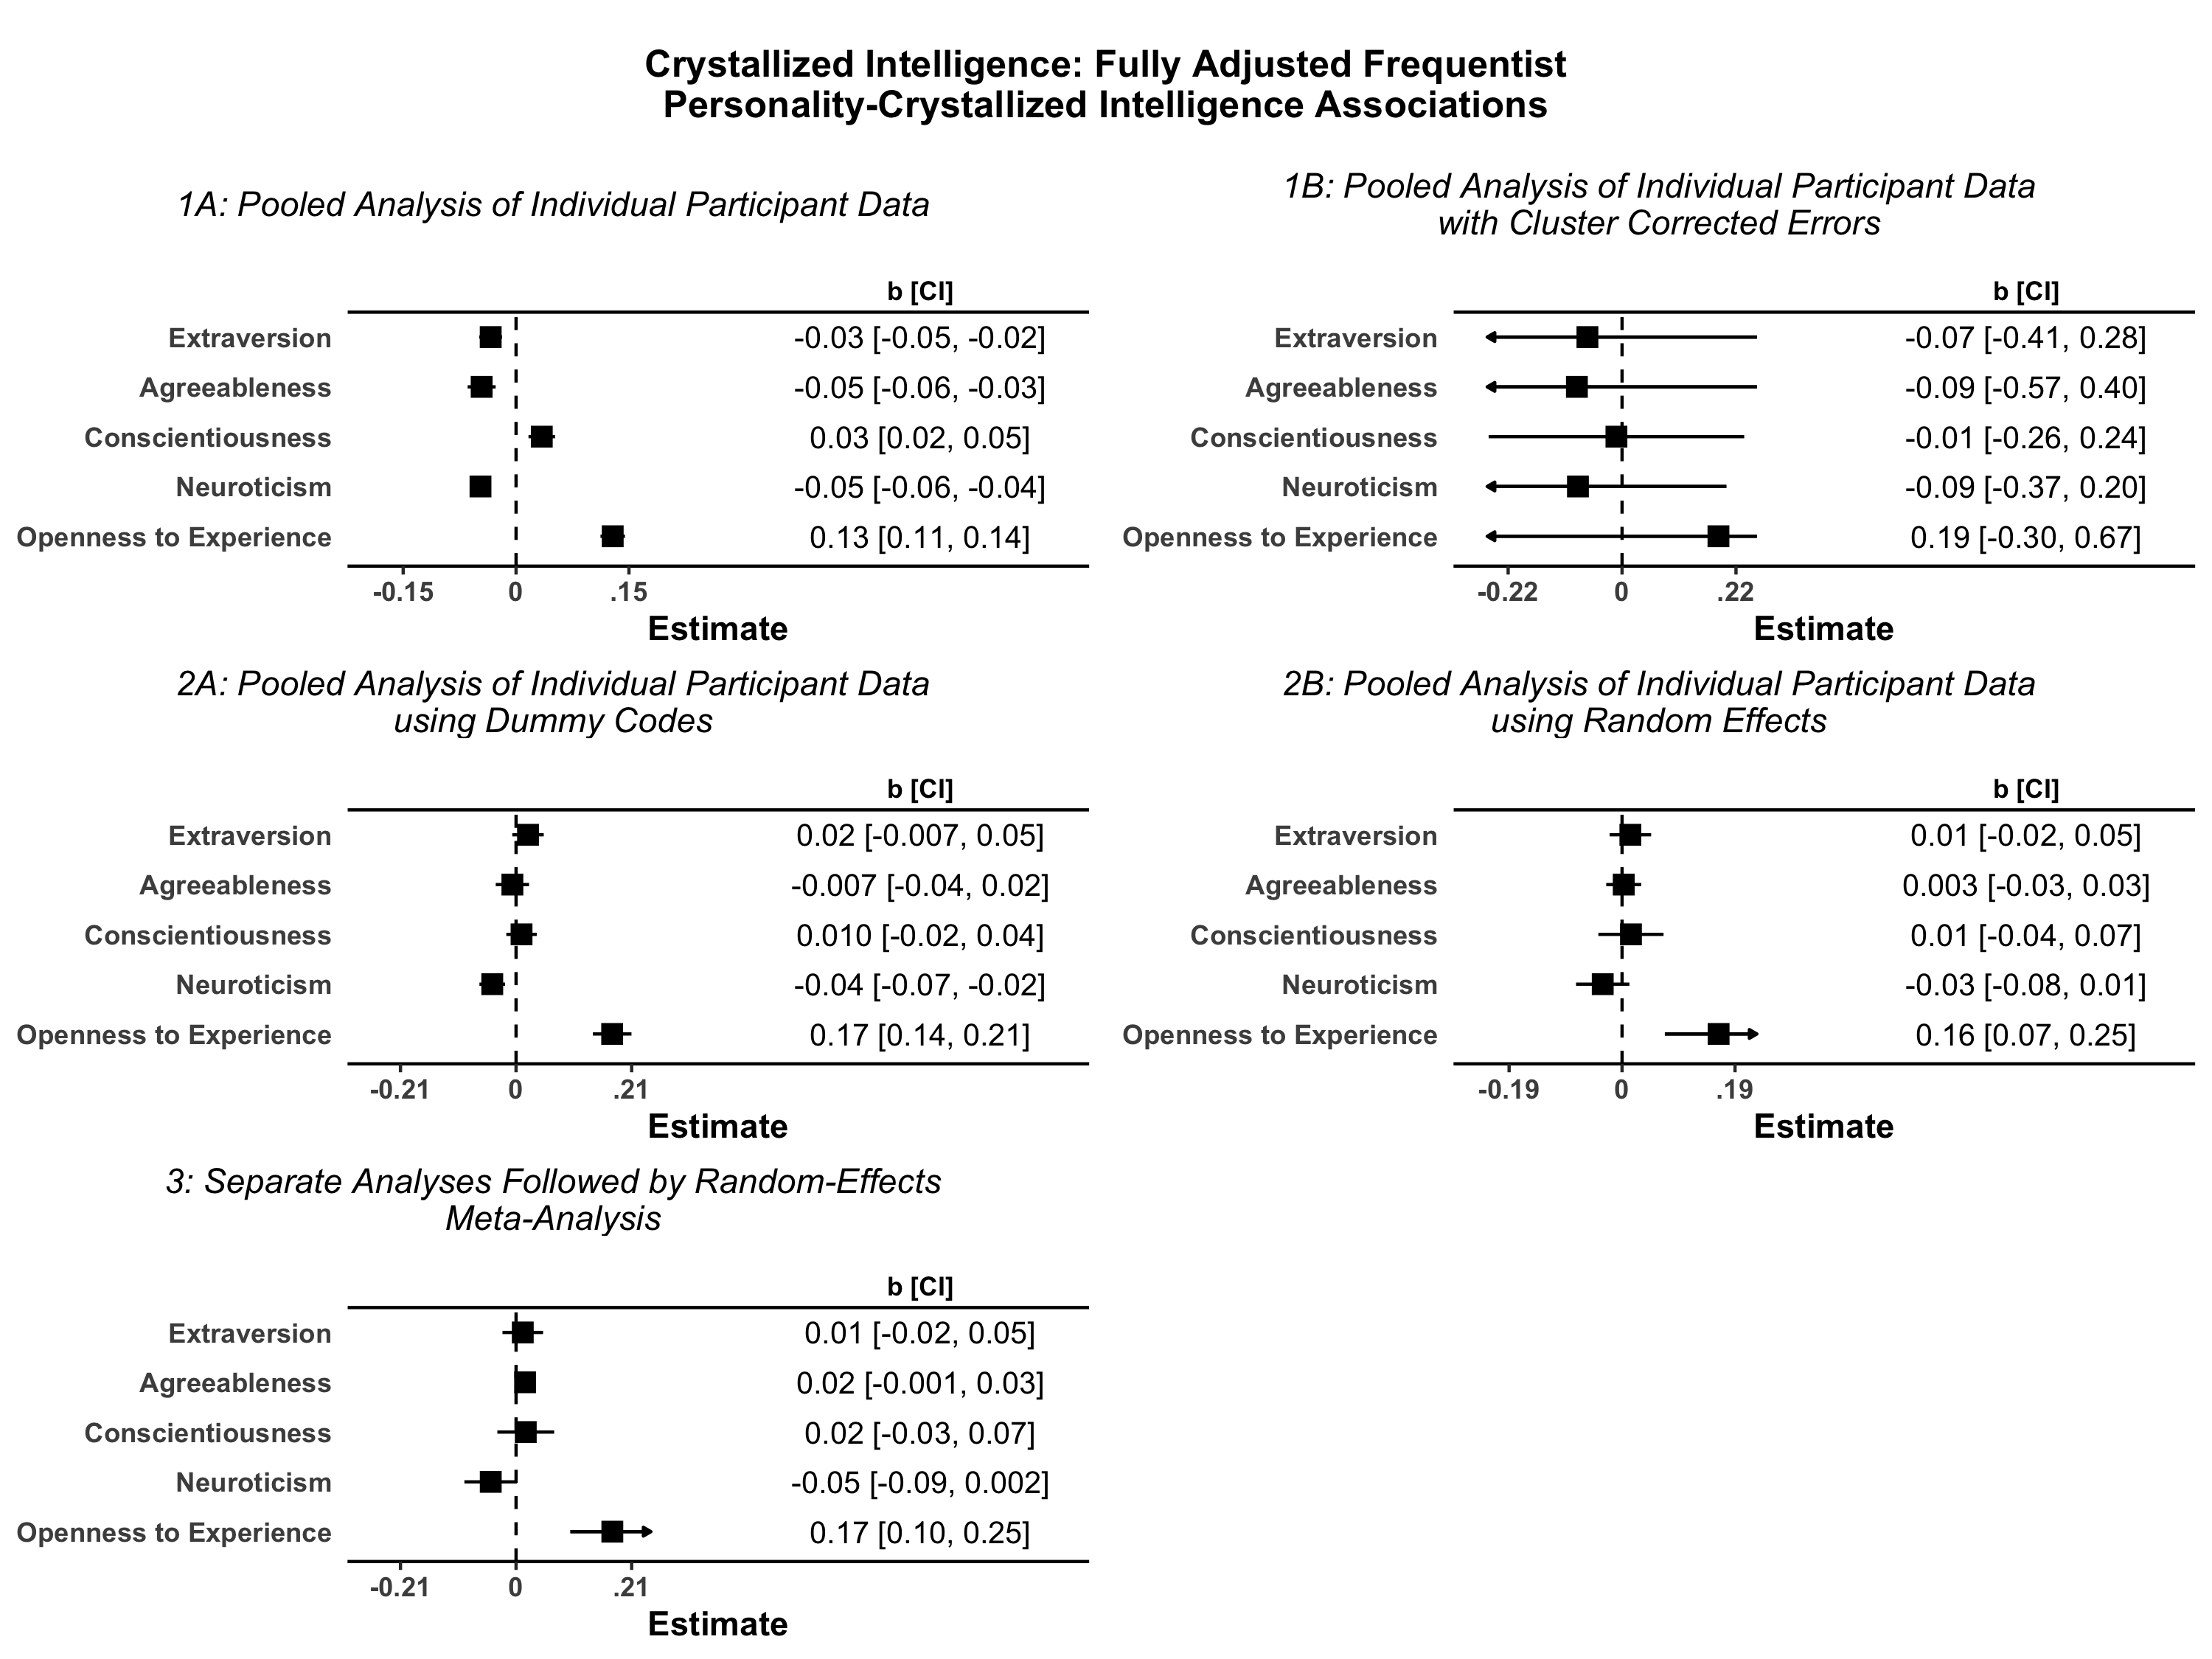 Crystallized Intelligence: Fully Adjusted Frequentist
Personality-Crystallized Intelligence Associations
1A: Pooled Analysis of Individual Participant Data
b [CI]
Extraversion -0.03 [-0.05, -0.02]
Agreeableness -0.05 [-0.06, -0.03]
Conscientiousness 0.03 [0.02, 0.05]
Neuroticism -0.05 [-0.06, -0.04]
Openness to Experience 0.13 [0.11, 0.14]
-0.15 0 .15
Estimate
1B: Pooled Analysis of Individual Participant Data
with Cluster Corrected Errors
b [CI]
Extraversion -0.07 [-0.41, 0.28]
Agreeableness -0.09 [-0.57, 0.40]
Conscientiousness -0.01 [-0.26, 0.24]
Neuroticism -0.09 [-0.37, 0.20]
Openness to Experience 0.19 [-0.30, 0.67]
-0.22 0 .22
Estimate
2A: Pooled Analysis of Individual Participant Data
using Dummy Codes
b [CI]
Extraversion 0.02 [-0.007, 0.05]
Agreeableness -0.007 [-0.04, 0.02]
Conscientiousness 0.010 [-0.02, 0.04]
Neuroticism -0.04 [-0.07, -0.02]
Openness to Experience 0.17 [0.14, 0.21]
-0.21 0 .21
Estimate
2B: Pooled Analysis of Individual Participant Data
using Random Effects
b [CI]
Extraversion 0.01 [-0.02, 0.05]
Agreeableness 0.003 [-0.03, 0.03]
Conscientiousness 0.01 [-0.04, 0.07]
Neuroticism -0.03 [-0.08, 0.01]
Openness to Experience 0.16 [0.07, 0.25]
-0.19 0 .19
Estimate
3: Separate Analyses Followed by Random-Effects
Meta-Analysis
b [CI]
Extraversion 0.01 [-0.02, 0.05]
Agreeableness 0.02 [-0.001, 0.03]
Conscientiousness 0.02 [-0.03, 0.07]
Neuroticism -0.05 [-0.09, 0.002]
Openness to Experience 0.17 [0.10, 0.25]
-0.21 0 .21
Estimate